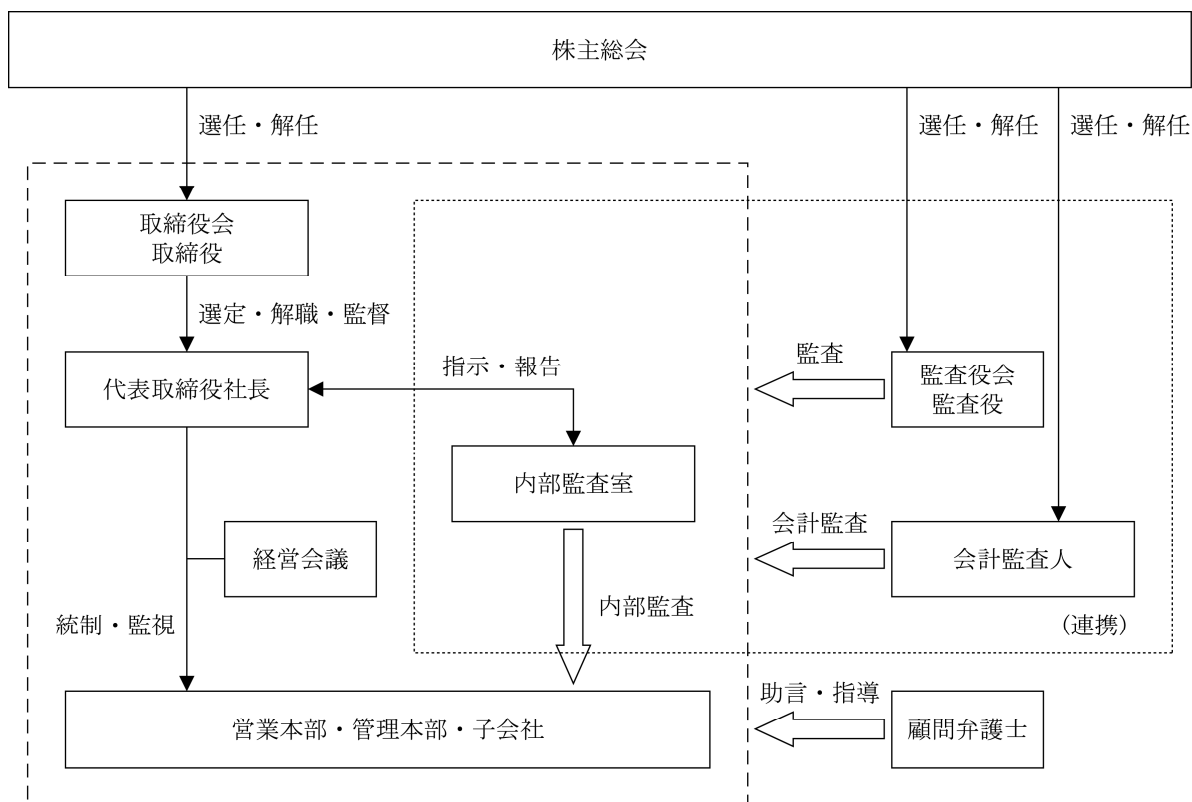 株主総会
選任・解任
選任・解任
選任・解任
取締役会
取締役
選定・解職・監督
代表取締役社長
指示・報告
監査
監査役会
監査役
内部監査室
経営会議
会計監査
会計監査人
統制・監視
内部監査
(連携)
営業本部・管理本部・子会社
助言・指導
顧問弁護士